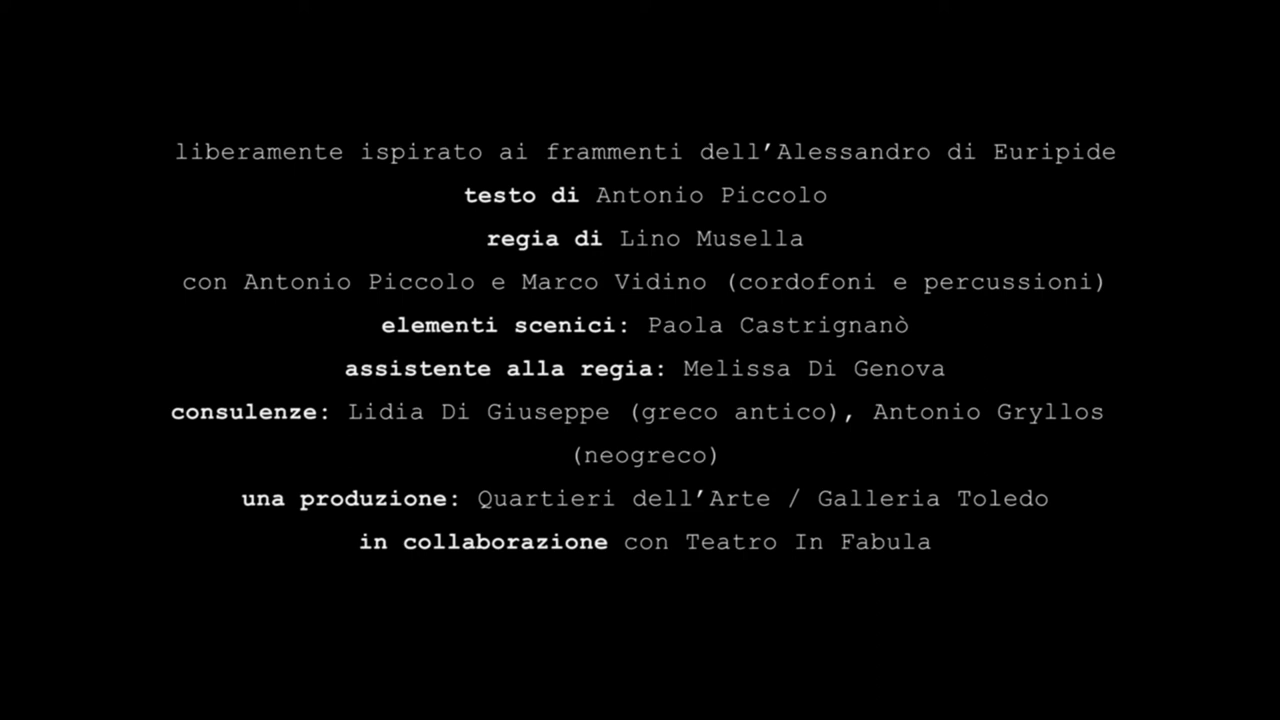 liberamente ispirato ai frammenti dell’Alessandro di Euripide
testo di Antonio Piccolo
regia di Lino Musella
con Antonio Piccolo e Marco Vidino (cordofoni e percussioni)
elementi scenici: Paola Castrignanò
assistente alla regia: Melissa Di Genova
consulenze: Lidia Di Giuseppe (greco antico), Antonio Gryllos
(neogreco)
una produzione: Quartieri dell’Arte / Galleria Toledo
in collaborazione con Teatro In Fabula